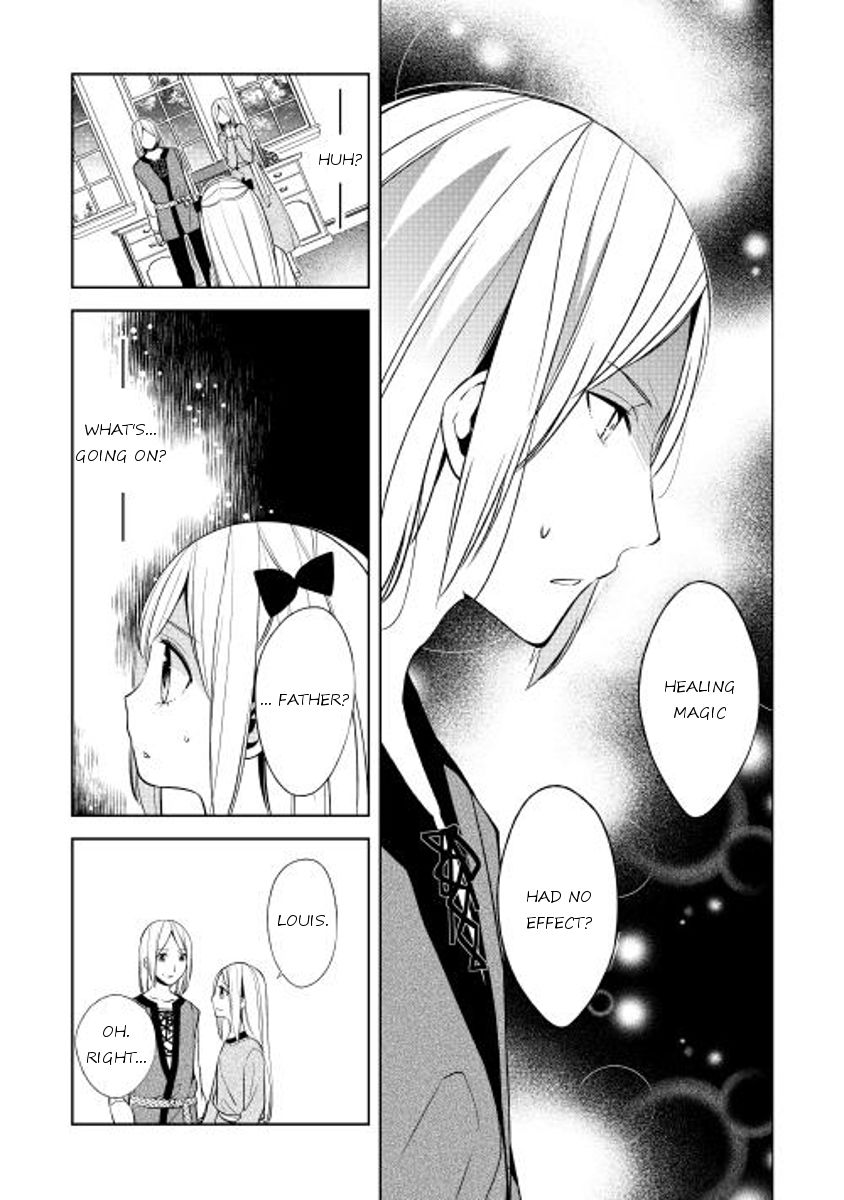 HEALING
MAGIC
HAD NO
EFFECT?
HUH?
WHAT'S...
GOING ON?
... FATHER?
LOUIS.
OH.
RIGHT...